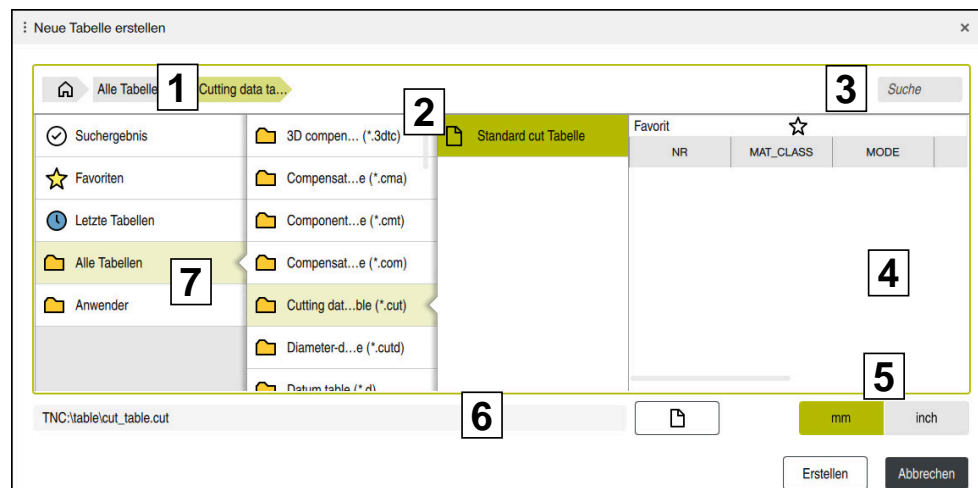 Neue Tabelle erstellen
Alle Tabelle 1 Cutting data ta...
3 Suche
2
Suchergebnis
Favoriten
Letzte Tabellen
Alle Tabellen
7
Anwender
3D compen... (*.3dtc)
Compensat...e (*.cma)
Component...e (*.cmt)
Compensat...e (*.com)
Cutting dat...ble (*.cut)
Diameter-d...e (*.cutd)
Datum table (*.d)
Standard cut Tabelle
Favorit
NR MAT_CLASS MODE
4
5
TNC:\table\cut_table.cut 6
mm inch
Erstellen Abbrechen